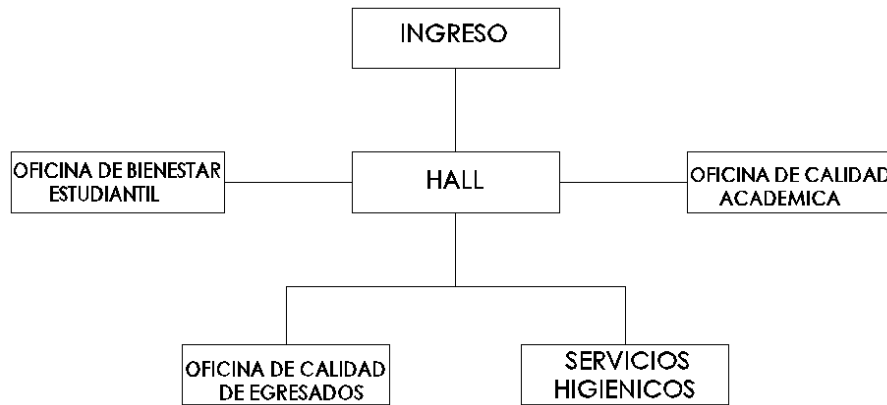 INGRESO
OFICINA DE BIENESTAR
ESTUDIANTIL
HALL
OFICINA DE CALIDAD
ACADEMICA
OFICINA DE CALIDAD
DE EGRESADOS
SERVICIOS
HIGIENICOS